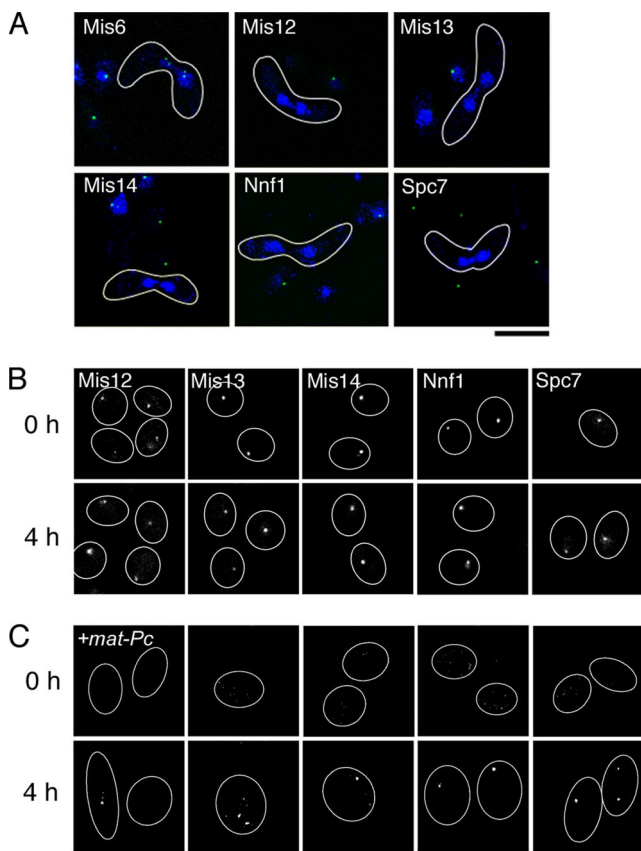 A
Mis6 Mis12 Mis13
Mis14 Nnf1 Spc7
B
Mis12 Mis13 Mis14 Nnf1 Spc7
0 h
4 h
C
+mat-Pc
0 h
4 h